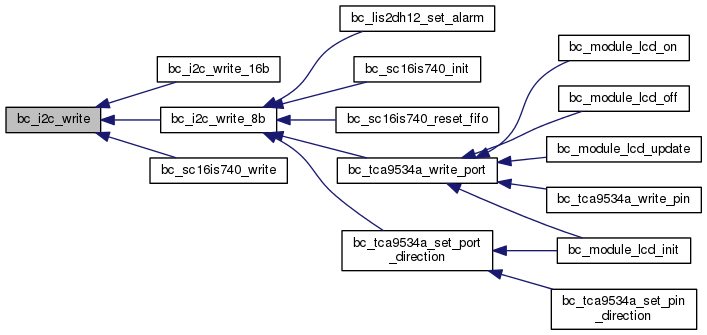 bc_i2c_write
bc_i2c_write_16b
bc_i2c_write_8b
bc_sc16is740_write
bc_lis2dh12_set_alarm
bc_sc16is740_init
bc_sc16is740_reset_fifo
bc_tca9534a_write_port
bc_tca9534a_set_port
_direction
bc_module_lcd_on
bc_module_lcd_off
bc_module_lcd_update
bc_tca9534a_write_pin
bc_module_lcd_init
bc_tca9534a_set_pin
_direction